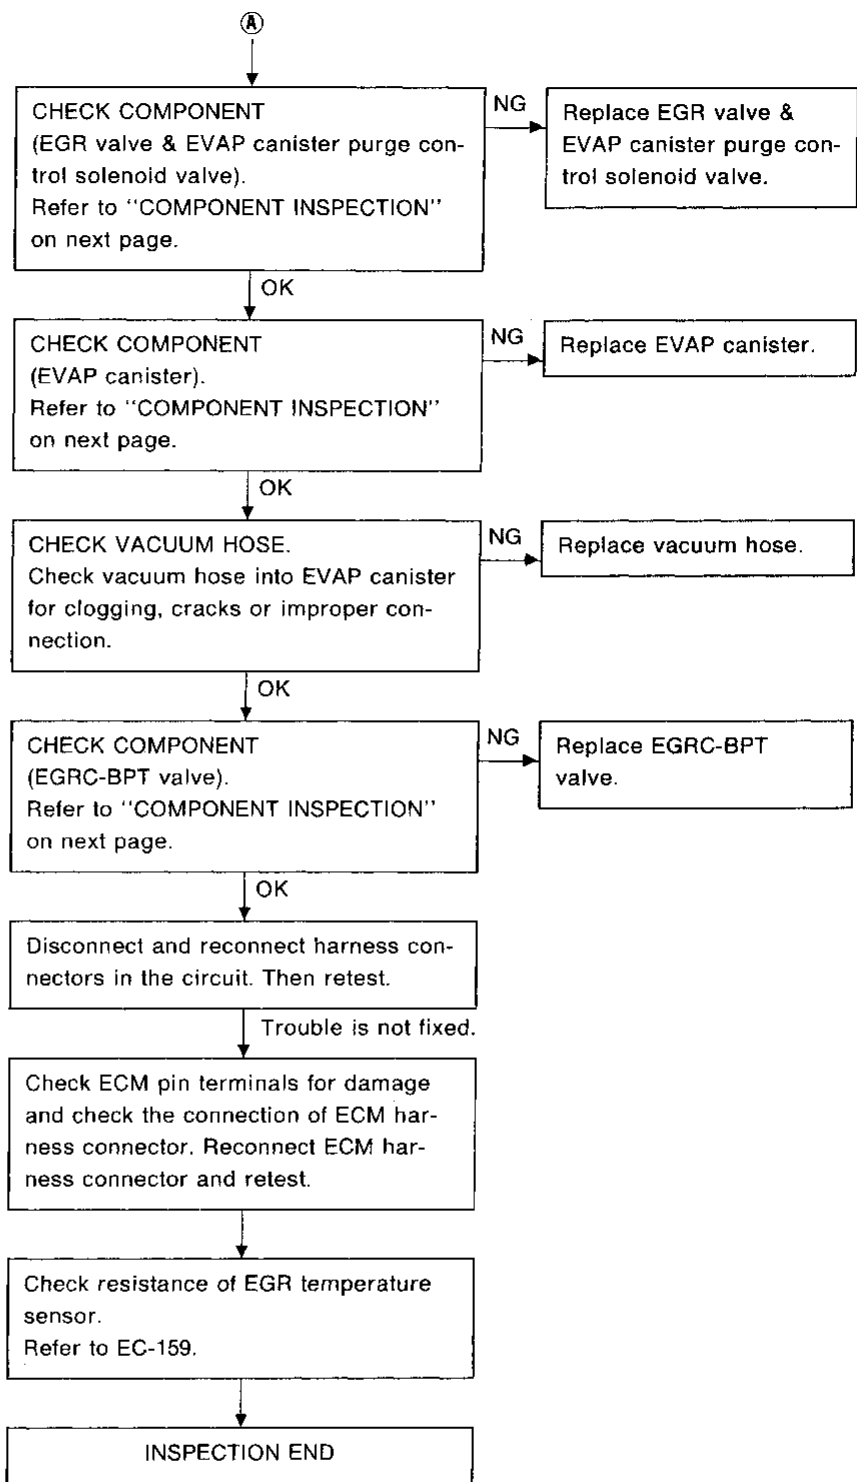 A
CHECK COMPONENT
(EGR valve & EVAP canister purge con-
trol solenoid valve).
Refer to "COMPONENT INSPECTION"
on next page.
NG
Replace EGR valve &
EVAP canister purge con-
trol solenoid valve.
OK
CHECK COMPONENT
(EVAP canister).
Refer to "COMPONENT INSPECTION"
on next page.
NG
Replace EVAP canister.
OK
CHECK VACUUM HOSE.
Check vacuum hose into EVAP canister
for clogging, cracks or improper con-
nection.
NG
Replace vacuum hose.
OK
CHECK COMPONENT
(EGRC-BPT valve).
Refer to "COMPONENT INSPECTION"
on next page.
NG
Replace EGRC-BPT
valve.
OK
Disconnect and reconnect harness con-
nectors in the circuit. Then retest.
Trouble is not fixed.
Check ECM pin terminals for damage
and check the connection of ECM har-
ness connector. Reconnect ECM har-
ness connector and retest.
Check resistance of EGR temperature
sensor.
Refer to EC-159.
INSPECTION END